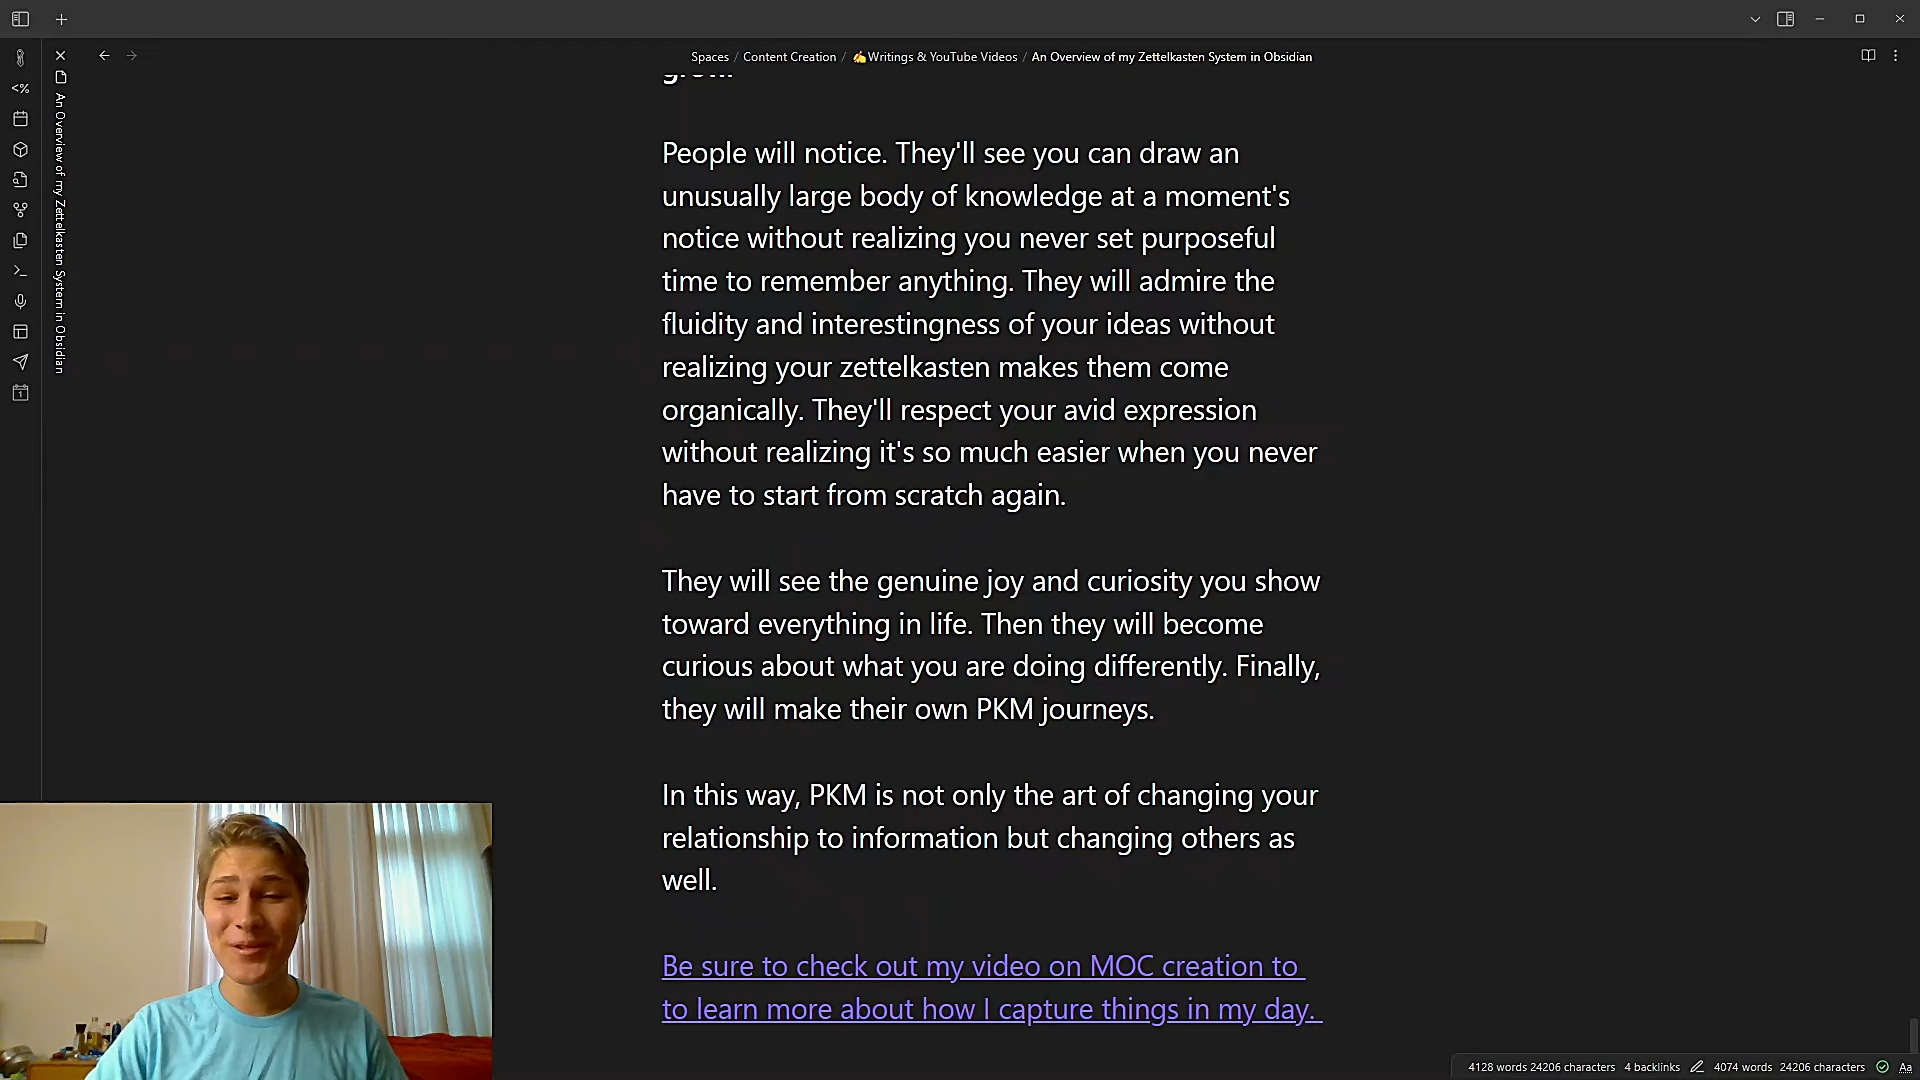 Spaces / Content Creation / ✍️Writings & YouTube Videos / An Overview of my Zettelkasten System in Obsidian
An Overview of my Zettelkasten System in Obsidian
People will notice. They'll see you can draw an
unusually large body of knowledge at a moment's
notice without realizing you never set purposeful
time to remember anything. They will admire the
fluidity and interestingness of your ideas without
realizing your zettelkasten makes them come
organically. They'll respect your avid expression
without realizing it's so much easier when you never
have to start from scratch again.
They will see the genuine joy and curiosity you show
toward everything in life. Then they will become
curious about what you are doing differently. Finally,
they will make their own PKM journeys.
In this way, PKM is not only the art of changing your
relationship to information but changing others as
well.
Be sure to check out my video on MOC creation to
to learn more about how I capture things in my day.
4128 words 24206 characters 4 backlinks 4074 words 24206 characters Aa